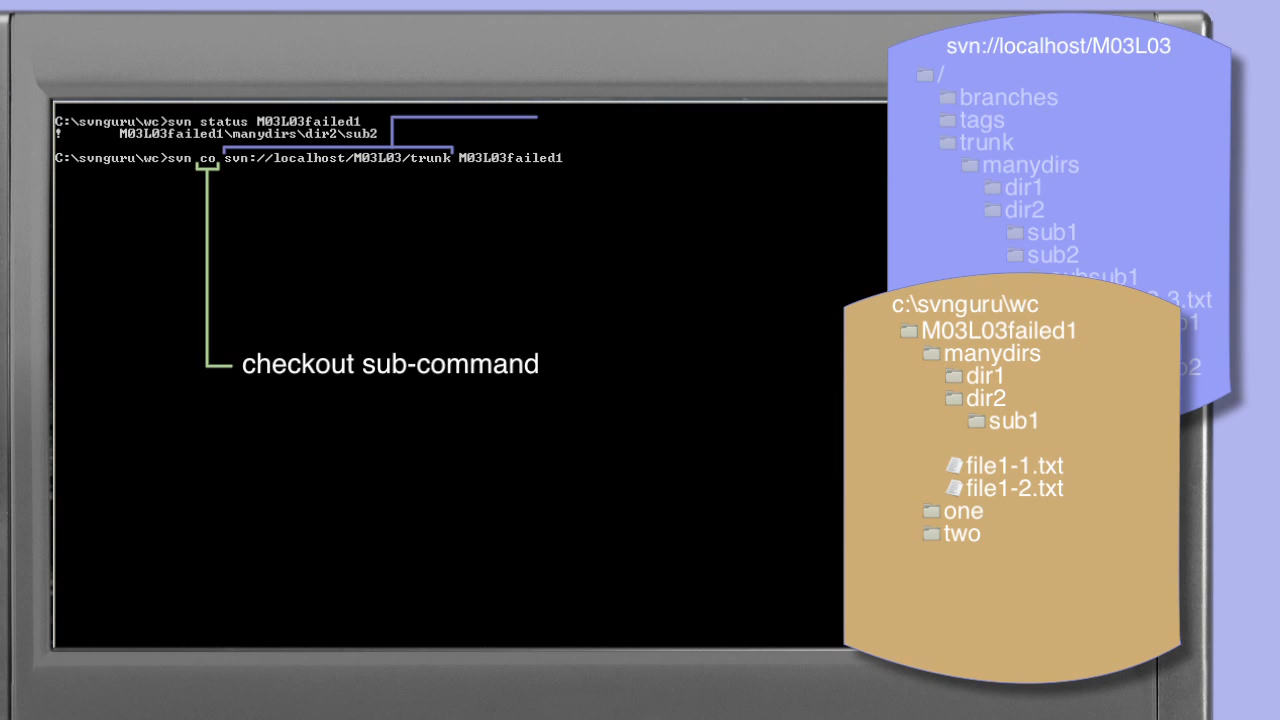 C:\svnguru\wc>svn status M03L03failed1
!       M03L03failed1\manydirs\dir2\sub2
C:\svnguru\wc>svn co svn://localhost/M03L03/trunk M03L03failed1
checkout sub-command
svn://localhost/M03L03
/
branches
tags
trunk
manydirs
dir1
dir2
sub1
sub2
c:\svnguru\wc
M03L03failed1
manydirs
dir1
dir2
sub1
file1-1.txt
file1-2.txt
one
two